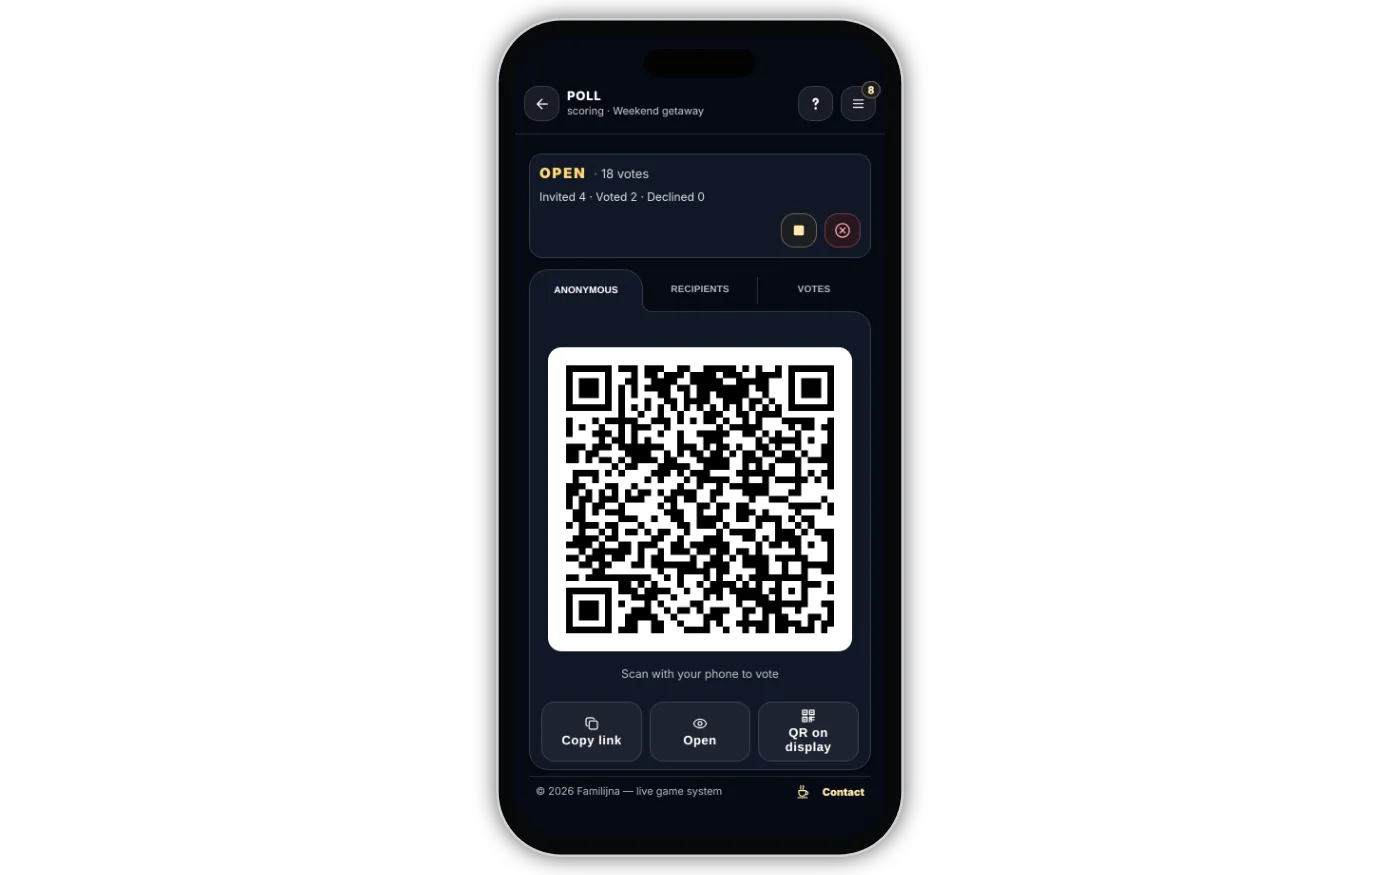 POLL
scoring · Weekend getaway
?
8
OPEN · 18 votes
Invited 4 · Voted 2 · Declined 0
ANONYMOUS
RECIPIENTS
VOTES
Scan with your phone to vote
Copy link
Open
QR on
display
© 2026 Familijna — live game system
Contact